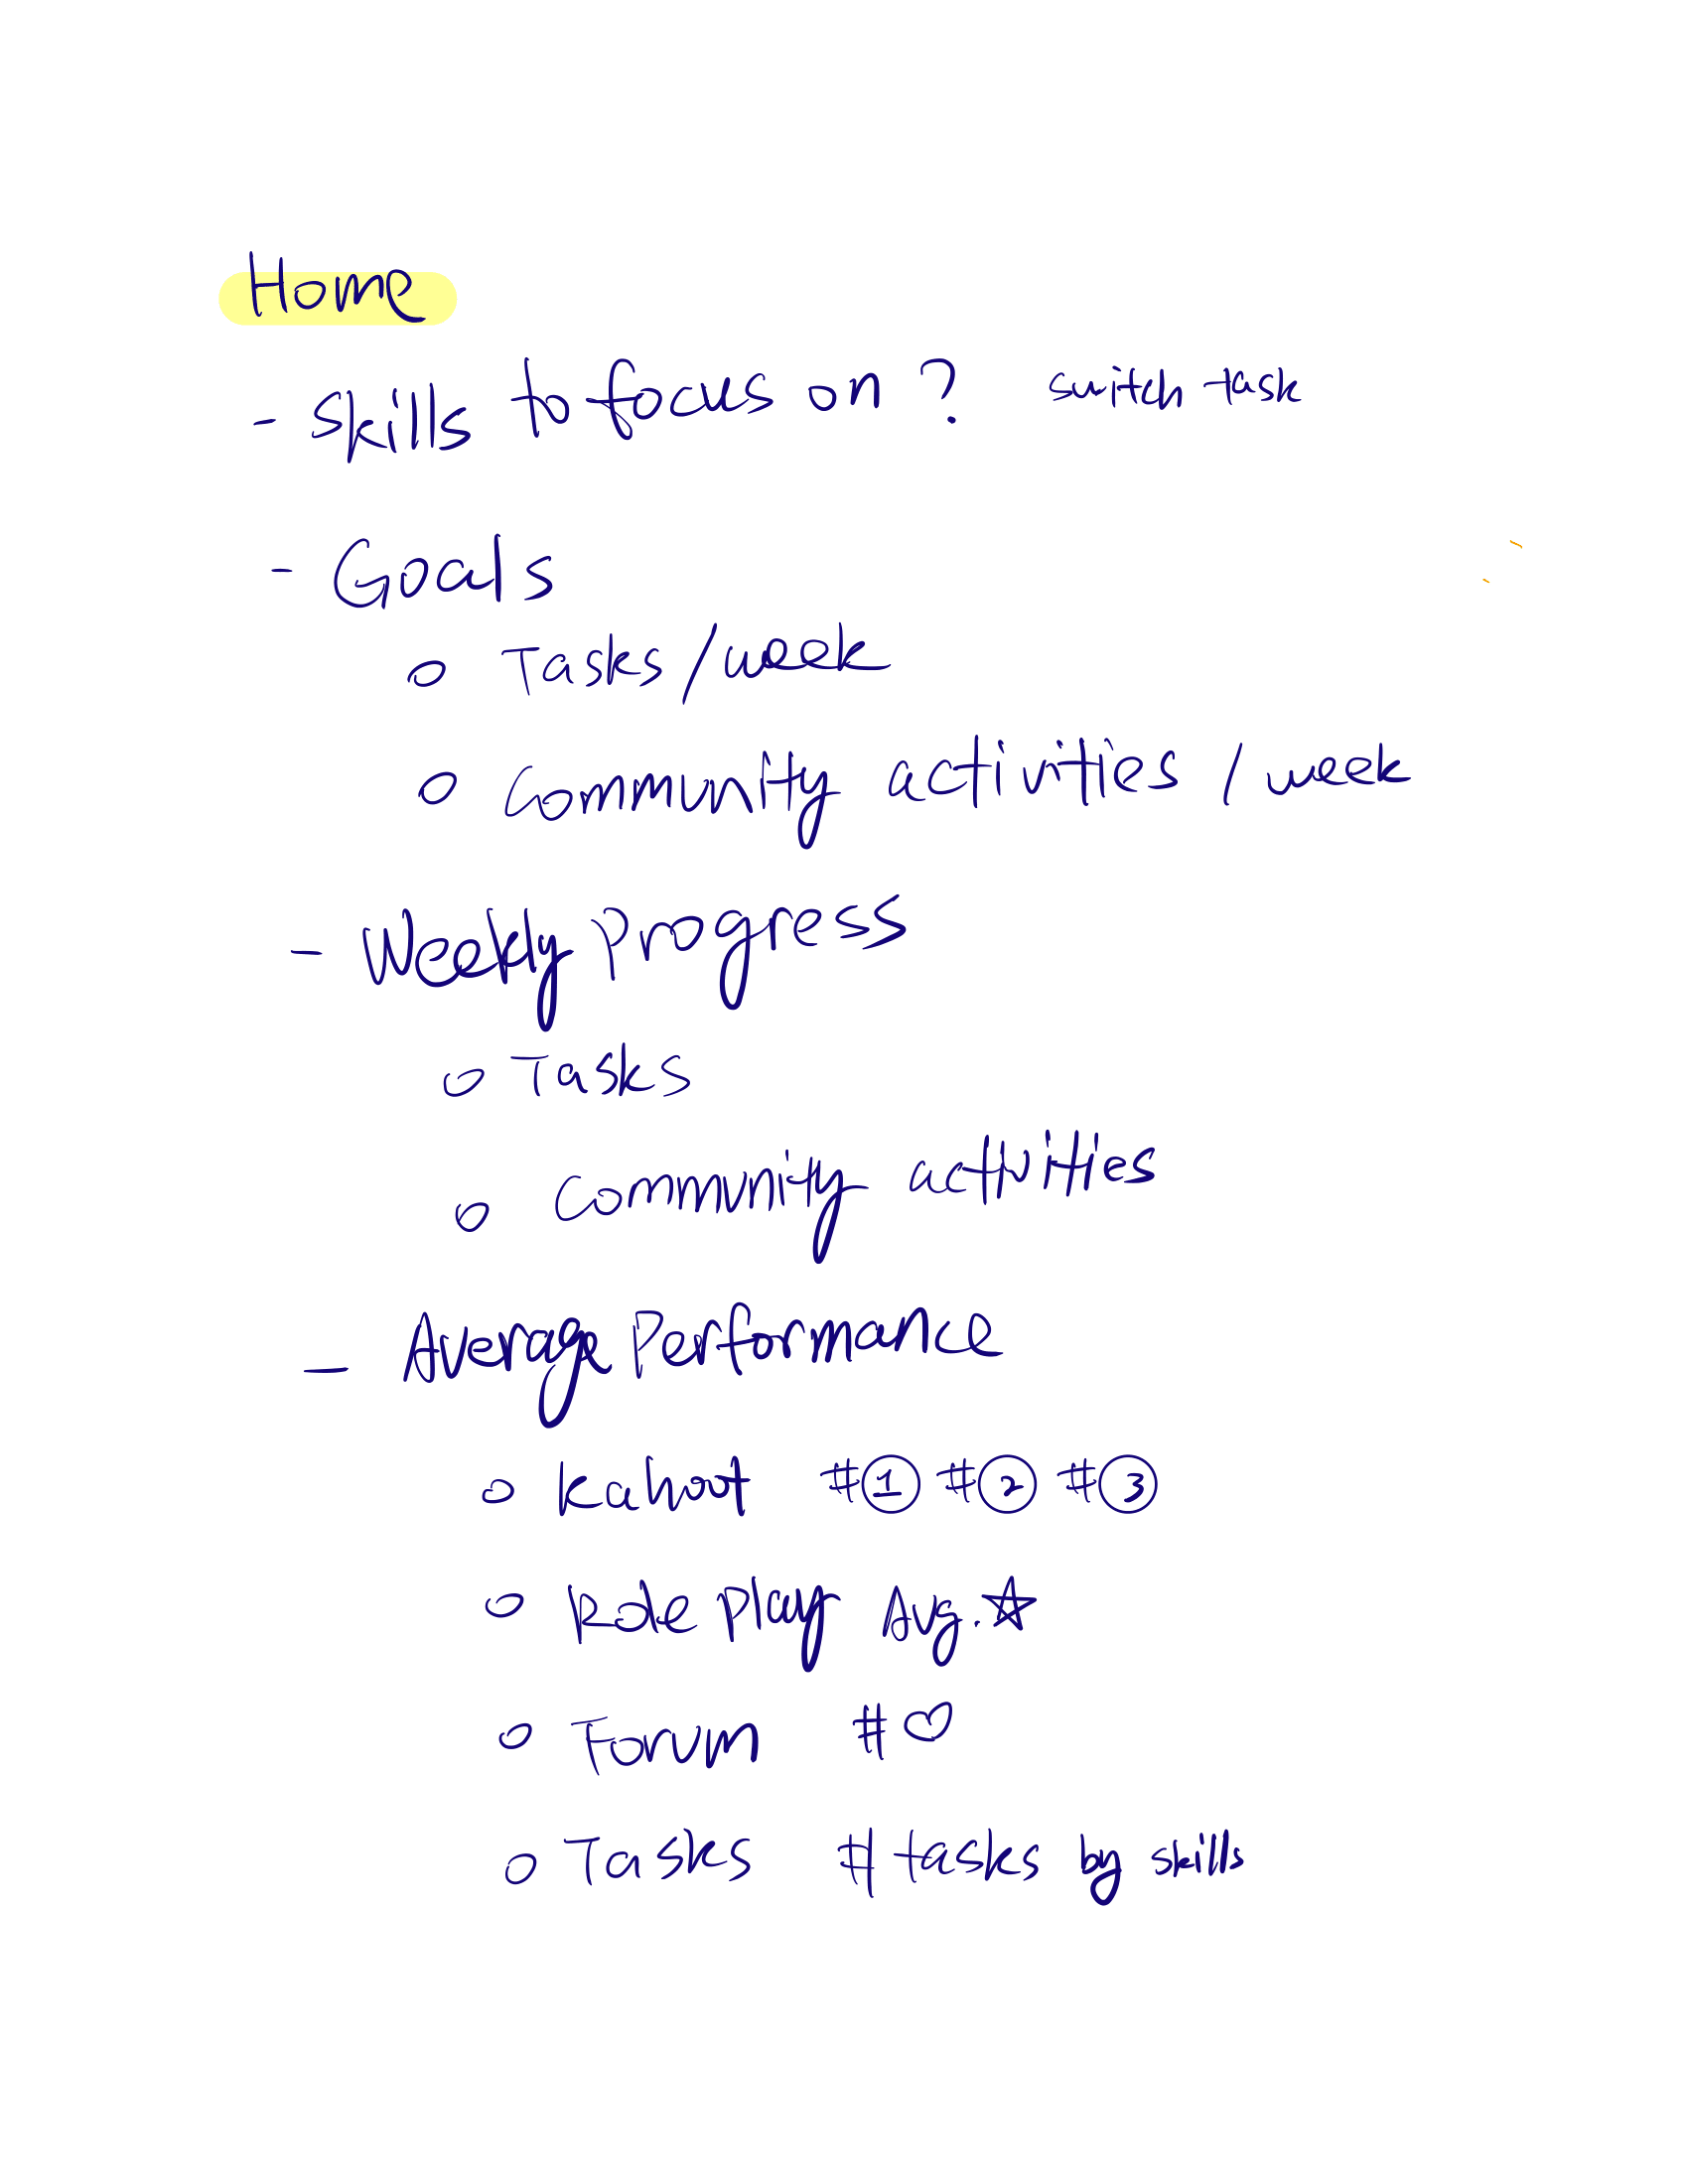 Home
- Skills to focus on ? switch task
- Goals
o Tasks/week
o Community activities / week
- Weekly Progress
o Tasks
o Community activities
- Average Performance
o Kahoot #① #② #③
o Role Play Avg. ☆
o Forum #♡
o Tasks # tasks by skills